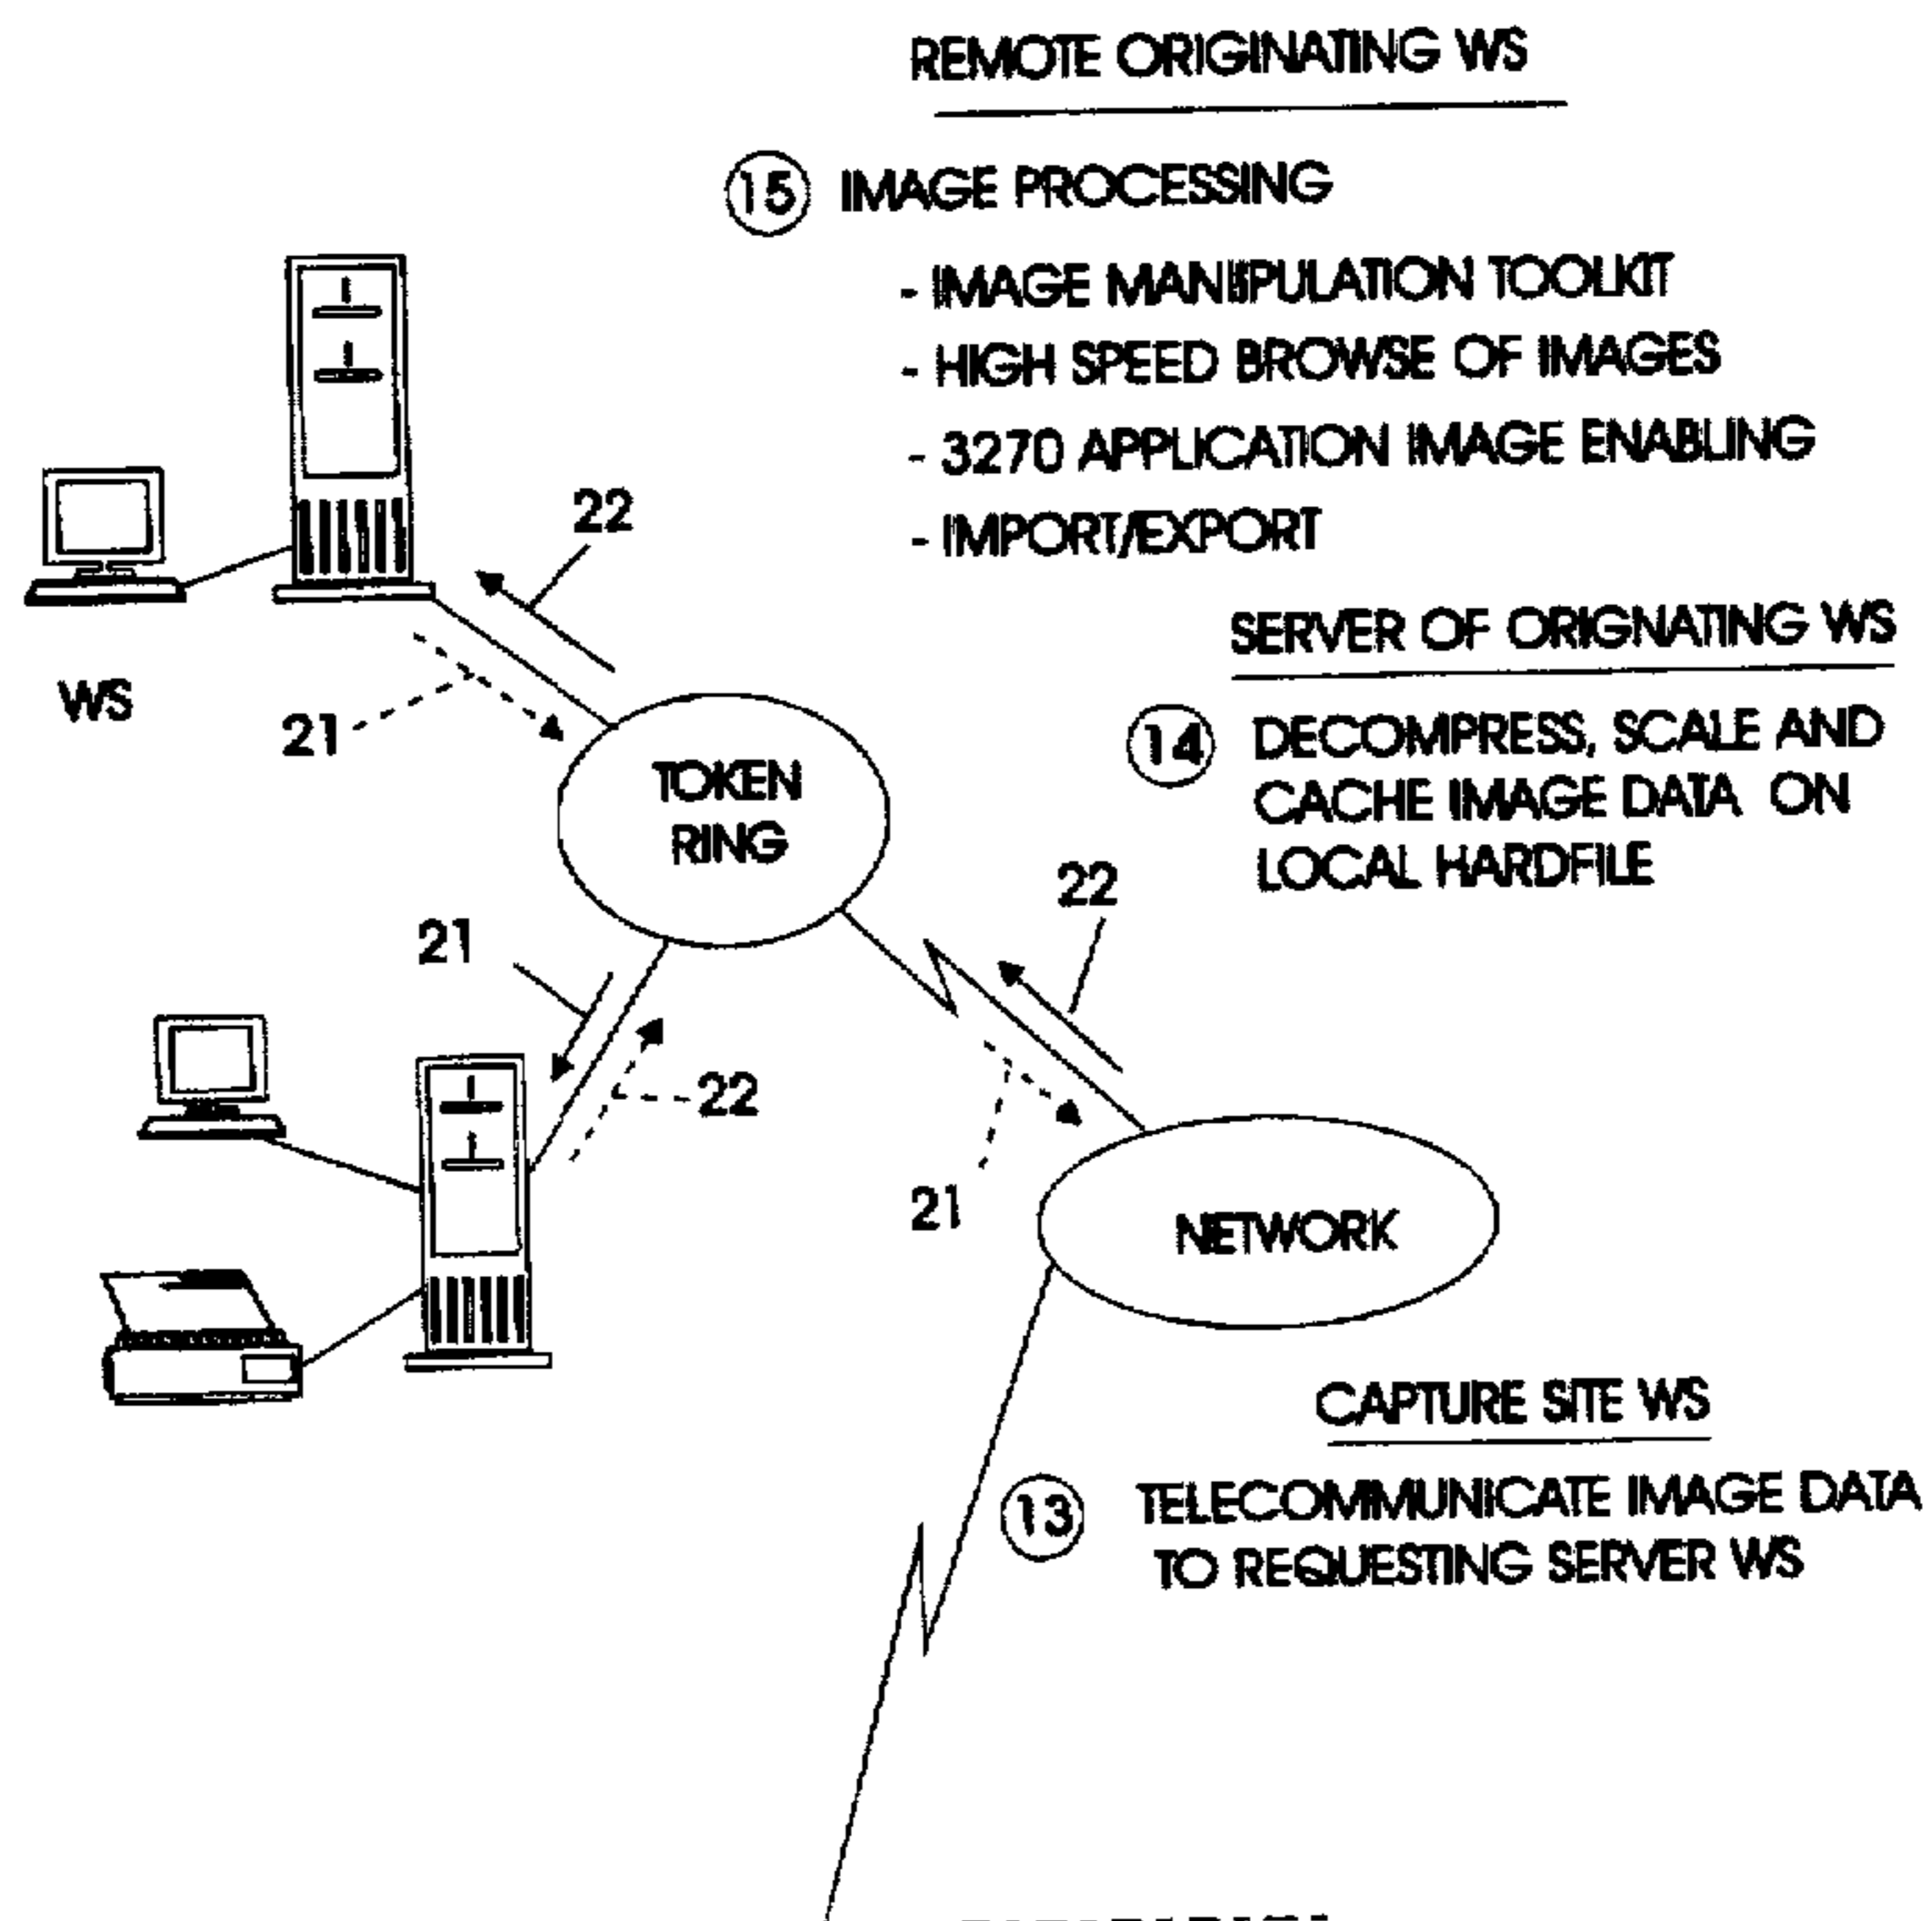 REMOTE ORIGINATING WS
15 IMAGE PROCESSING
- IMAGE MANIPULATION TOOLKIT
- HIGH SPEED BROWSE OF IMAGES
- 3270 APPLICATION IMAGE ENABLING
- IMPORT/EXPORT
22
SERVER OF ORIGNATING WS
WS
21
14 DECOMPRESS, SCALE AND
CACHE IMAGE DATA ON
LOCAL HARDFILE
TOKEN
RING
22
21
22
21
NETWORK
CAPTURE SITE WS
13 TELECOMMUNICATE IMAGE DATA
TO REQUESTING SERVER WS